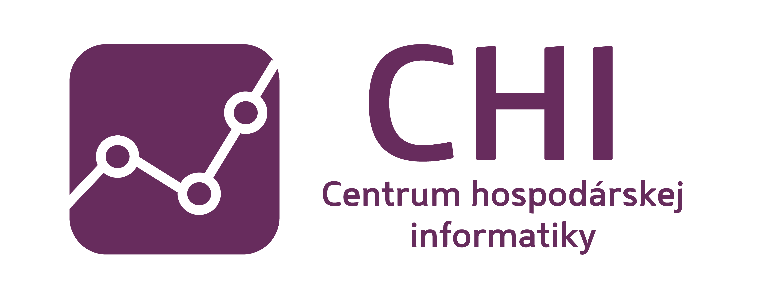 CHI
Centrum hospodárskej
informatiky